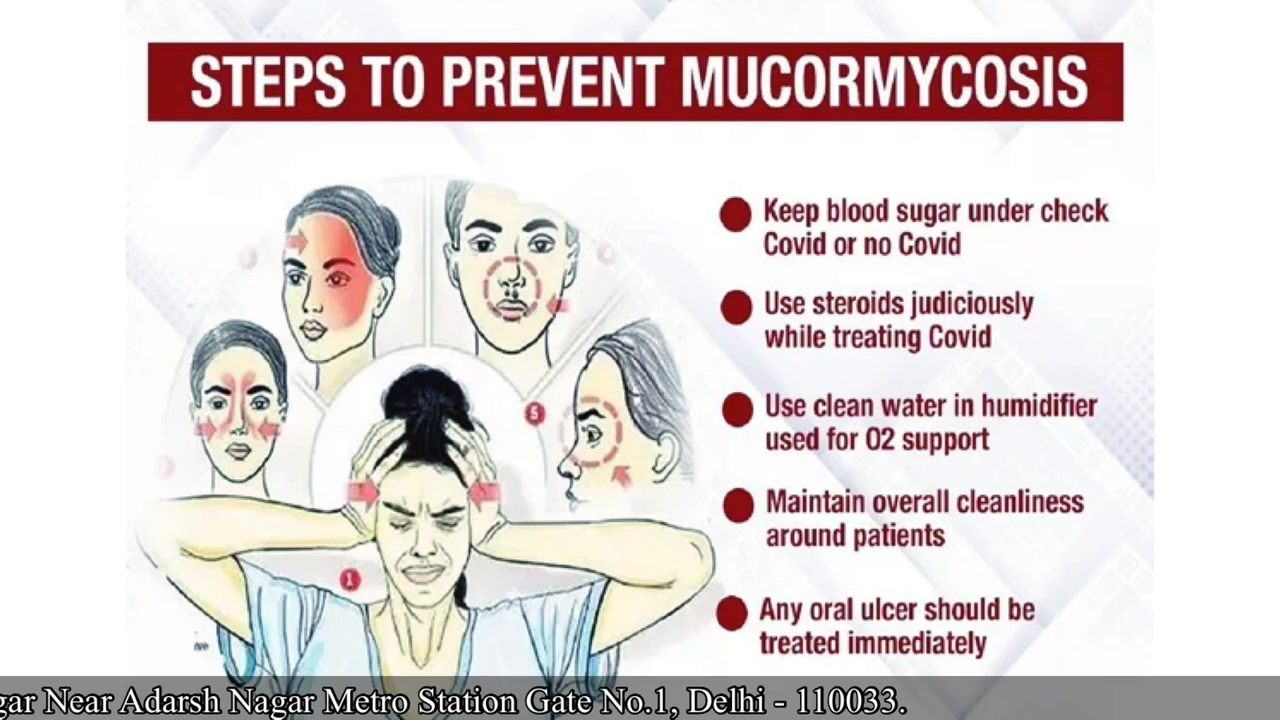 STEPS TO PREVENT MUCORMYCOSIS
Keep blood sugar under check
Covid or no Covid
Use steroids judiciously
while treating Covid
Use clean water in humidifier
used for O2 support
Maintain overall cleanliness
around patients
Any oral ulcer should be
treated immediately
5
1
Near Adarsh Nagar Metro Station Gate No.1, Delhi - 110033.